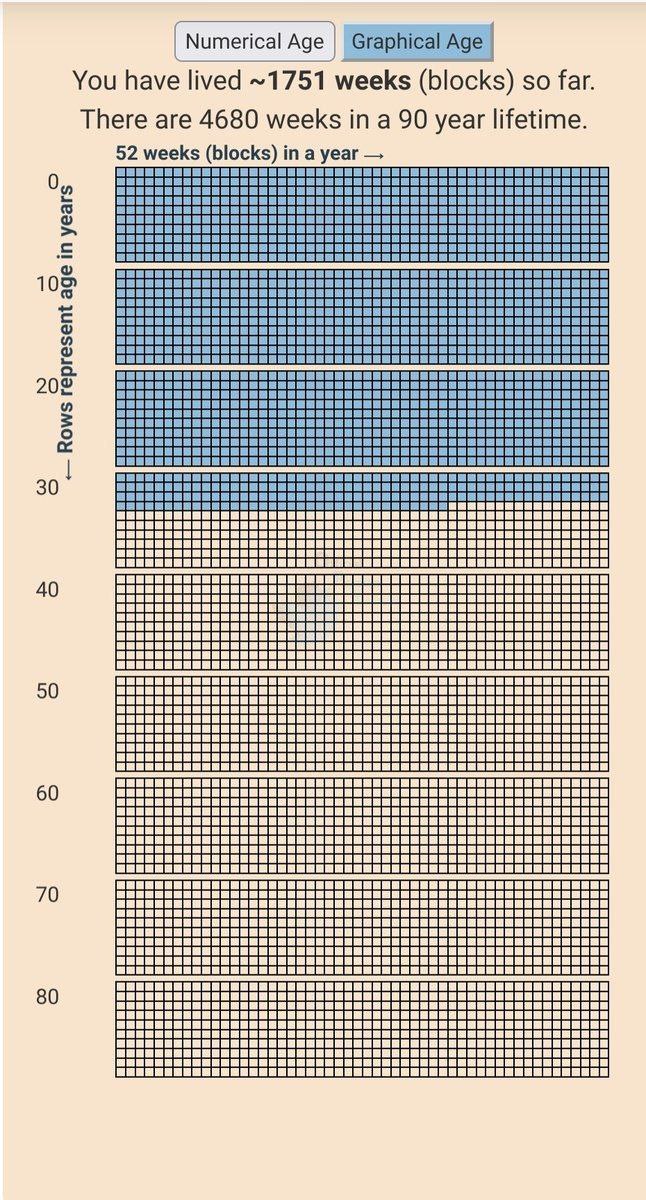 Numerical Age
Graphical Age
You have lived ~1751 weeks (blocks) so far.
There are 4680 weeks in a 90 year lifetime.
52 weeks (blocks) in a year →
← Rows represent age in years
0
10
20
30
40
50
60
70
80